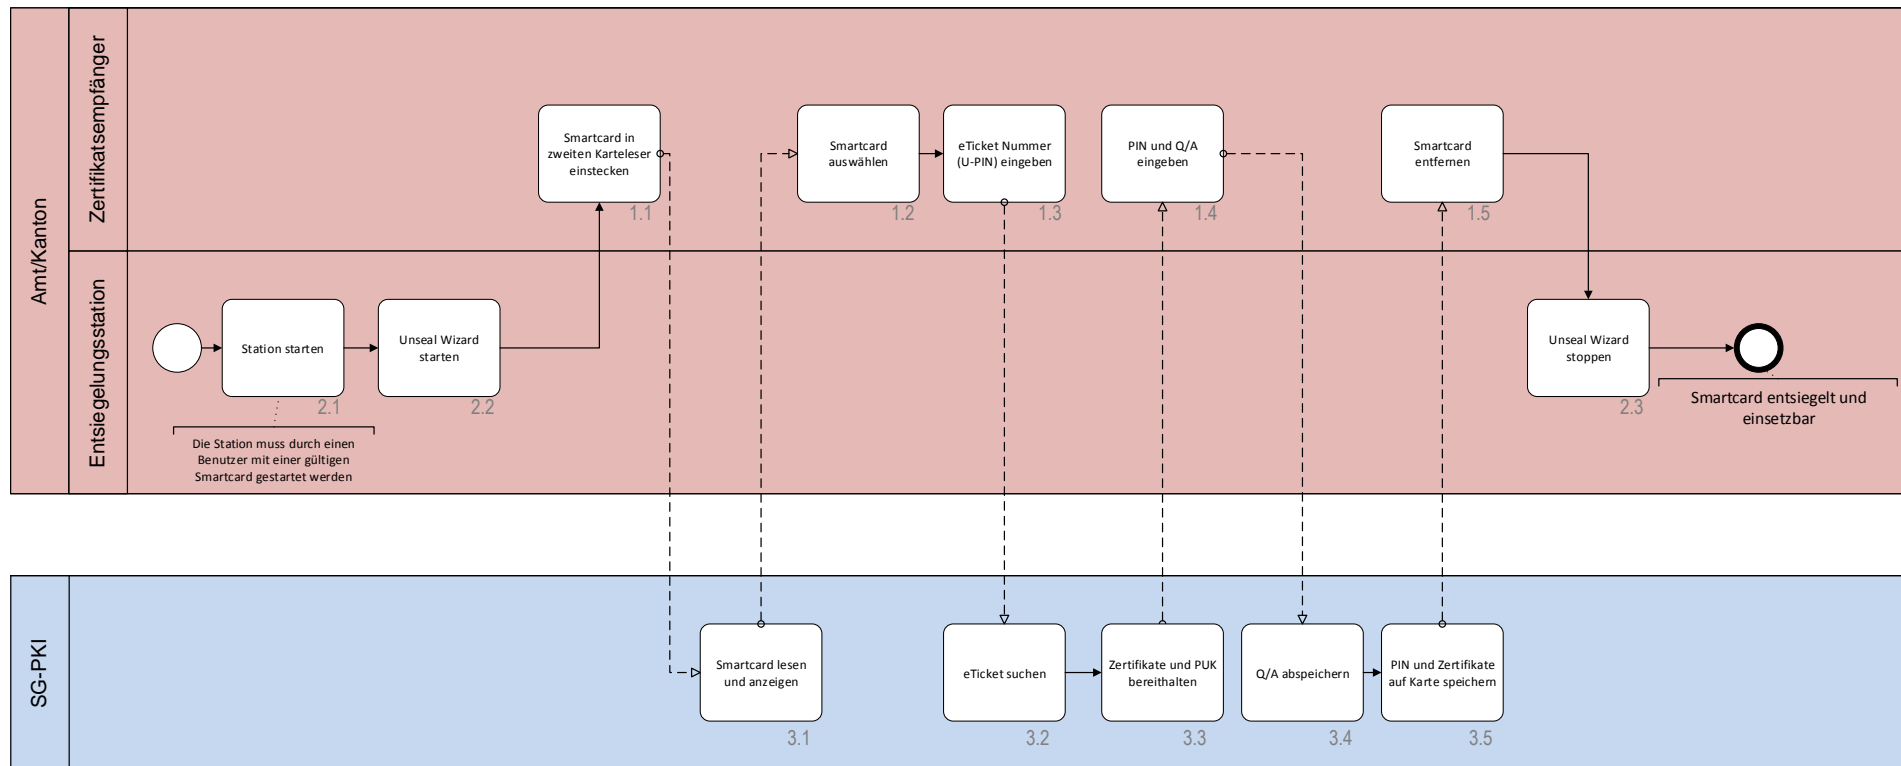 Amt/Kanton
Zertifikatsempfänger
Smartcard in
zweiten Karteleser
einstecken
1.1
Smartcard
auswählen
1.2
eTicket Nummer
(U-PIN) eingeben
1.3
PIN und Q/A
eingeben
1.4
Smartcard
entfernen
1.5
Entsiegelungsstation
Station starten
2.1
Die Station muss durch einen
Benutzer mit einer gültigen
Smartcard gestartet werden
Unseal Wizard
starten
2.2
Unseal Wizard
stoppen
2.3
Smartcard entsiegelt und
einsetzbar
SG-PKI
Smartcard lesen
und anzeigen
3.1
eTicket suchen
3.2
Zertifikate und PUK
bereithalten
3.3
Q/A abspeichern
3.4
PIN und Zertifikate
auf Karte speichern
3.5